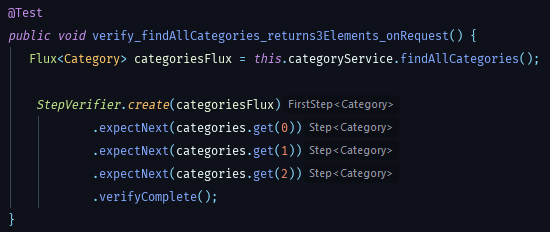 @Test
public void verify_findAllCategories_returns3Elements_onRequest() {
Flux<Category> categoriesFlux = this.categoryService.findAllCategories();
StepVerifier.create(categoriesFlux) FirstStep<Category>
.expectNext(categories.get(0)) Step<Category>
.expectNext(categories.get(1)) Step<Category>
.expectNext(categories.get(2)) Step<Category>
.verifyComplete();
}